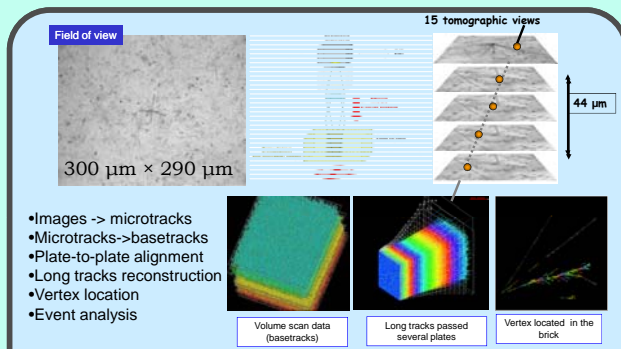 15 tomographic views
Field of view
44 µm
300 µm × 290 µm
•Images -> microtracks
•Microtracks->basetracks
•Plate-to-plate alignment
•Long tracks reconstruction
•Vertex location
•Event analysis
Volume scan data
(basetracks)
Long tracks passed
several plates
Vertex located in the
brick